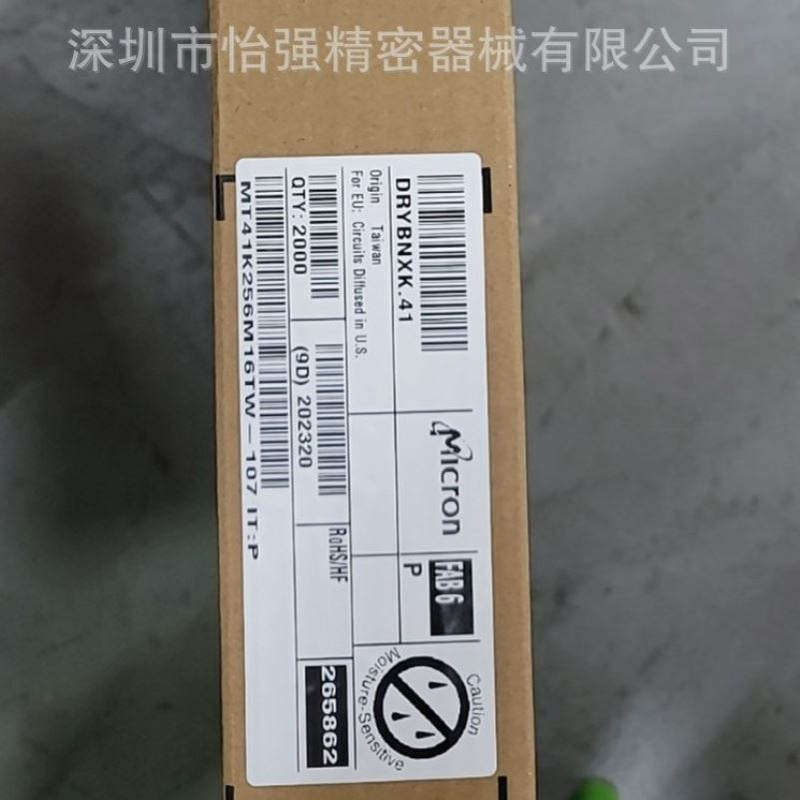 深圳市怡强精密器械有限公司
DRYBNXK.41
Micron
FAB 6
P
Origin Taiwan
For EU: Circuits Diffused in U.S.
QTY: 2000
(9D) 202320
RoHS/HF
265862
MT41K256M16TW-107 IT:P
Caution
Moisture-Sensitive